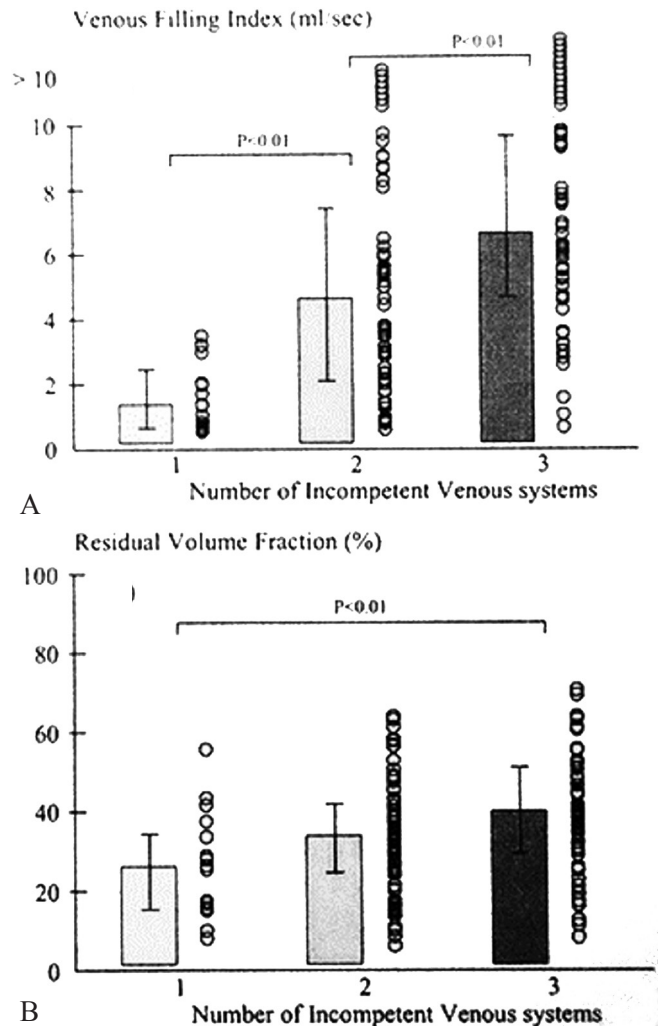 Venous Filling Index (ml/sec)
P<0.01
> 10
P<0.01
10
8
6
4
2
0
1 2 3
Number of Incompetent Venous systems
A
Residual Volume Fraction (%)
100
)
P<0.01
80
60
40
20
0
1 2 3
Number of Incompetent Venous systems
B